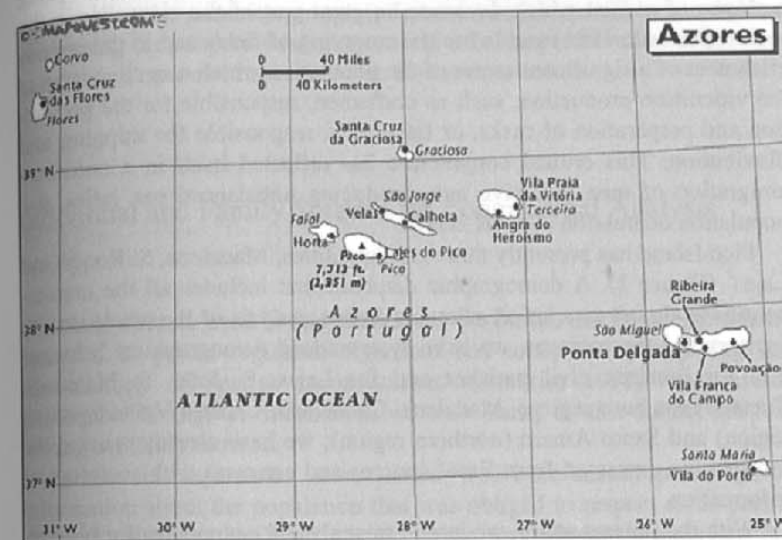 © MAPQUEST.COM
Azores
Corvo
Santa Cruz
das Flores
Flores
0 40 Miles
0 40 Kilometers
Santa Cruz
da Graciosa
Graciosa
São Jorge
Velas
Calheta
Vila Praia
da Vitória
Terceira
Angra do
Heroísmo
Faial
Horta
Pico
7,713 ft.
(2,351 m)
Lajes do Pico
Pico
Azores
(Portugal)
38°N
Ribeira
Grande
São Miguel
Ponta Delgada
Povoação
Vila Franca
do Campo
ATLANTIC OCEAN
Santa Maria
Vila do Porto
37°N
31°W 30°W 29°W 28°W 27°W 26°W 25°W